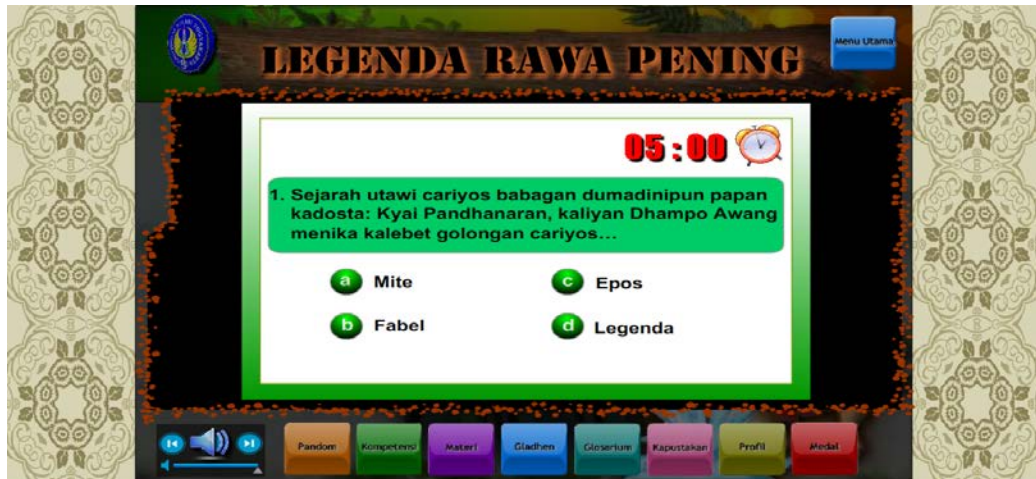 LEGENDA RAWA PENING
Menu Utama
05:00
1. Sejarah utawi cariyos babagan dumadinipun papan
kadosta: Kyai Pandhanaran, kaliyan Dhampo Awang
menika kalebet golongan cariyos...
a Mite
c Epos
b Fabel
d Legenda
Pandom
Kompetensi
Materi
Gladhen
Glosarium
Kapustakan
Profil
Medal